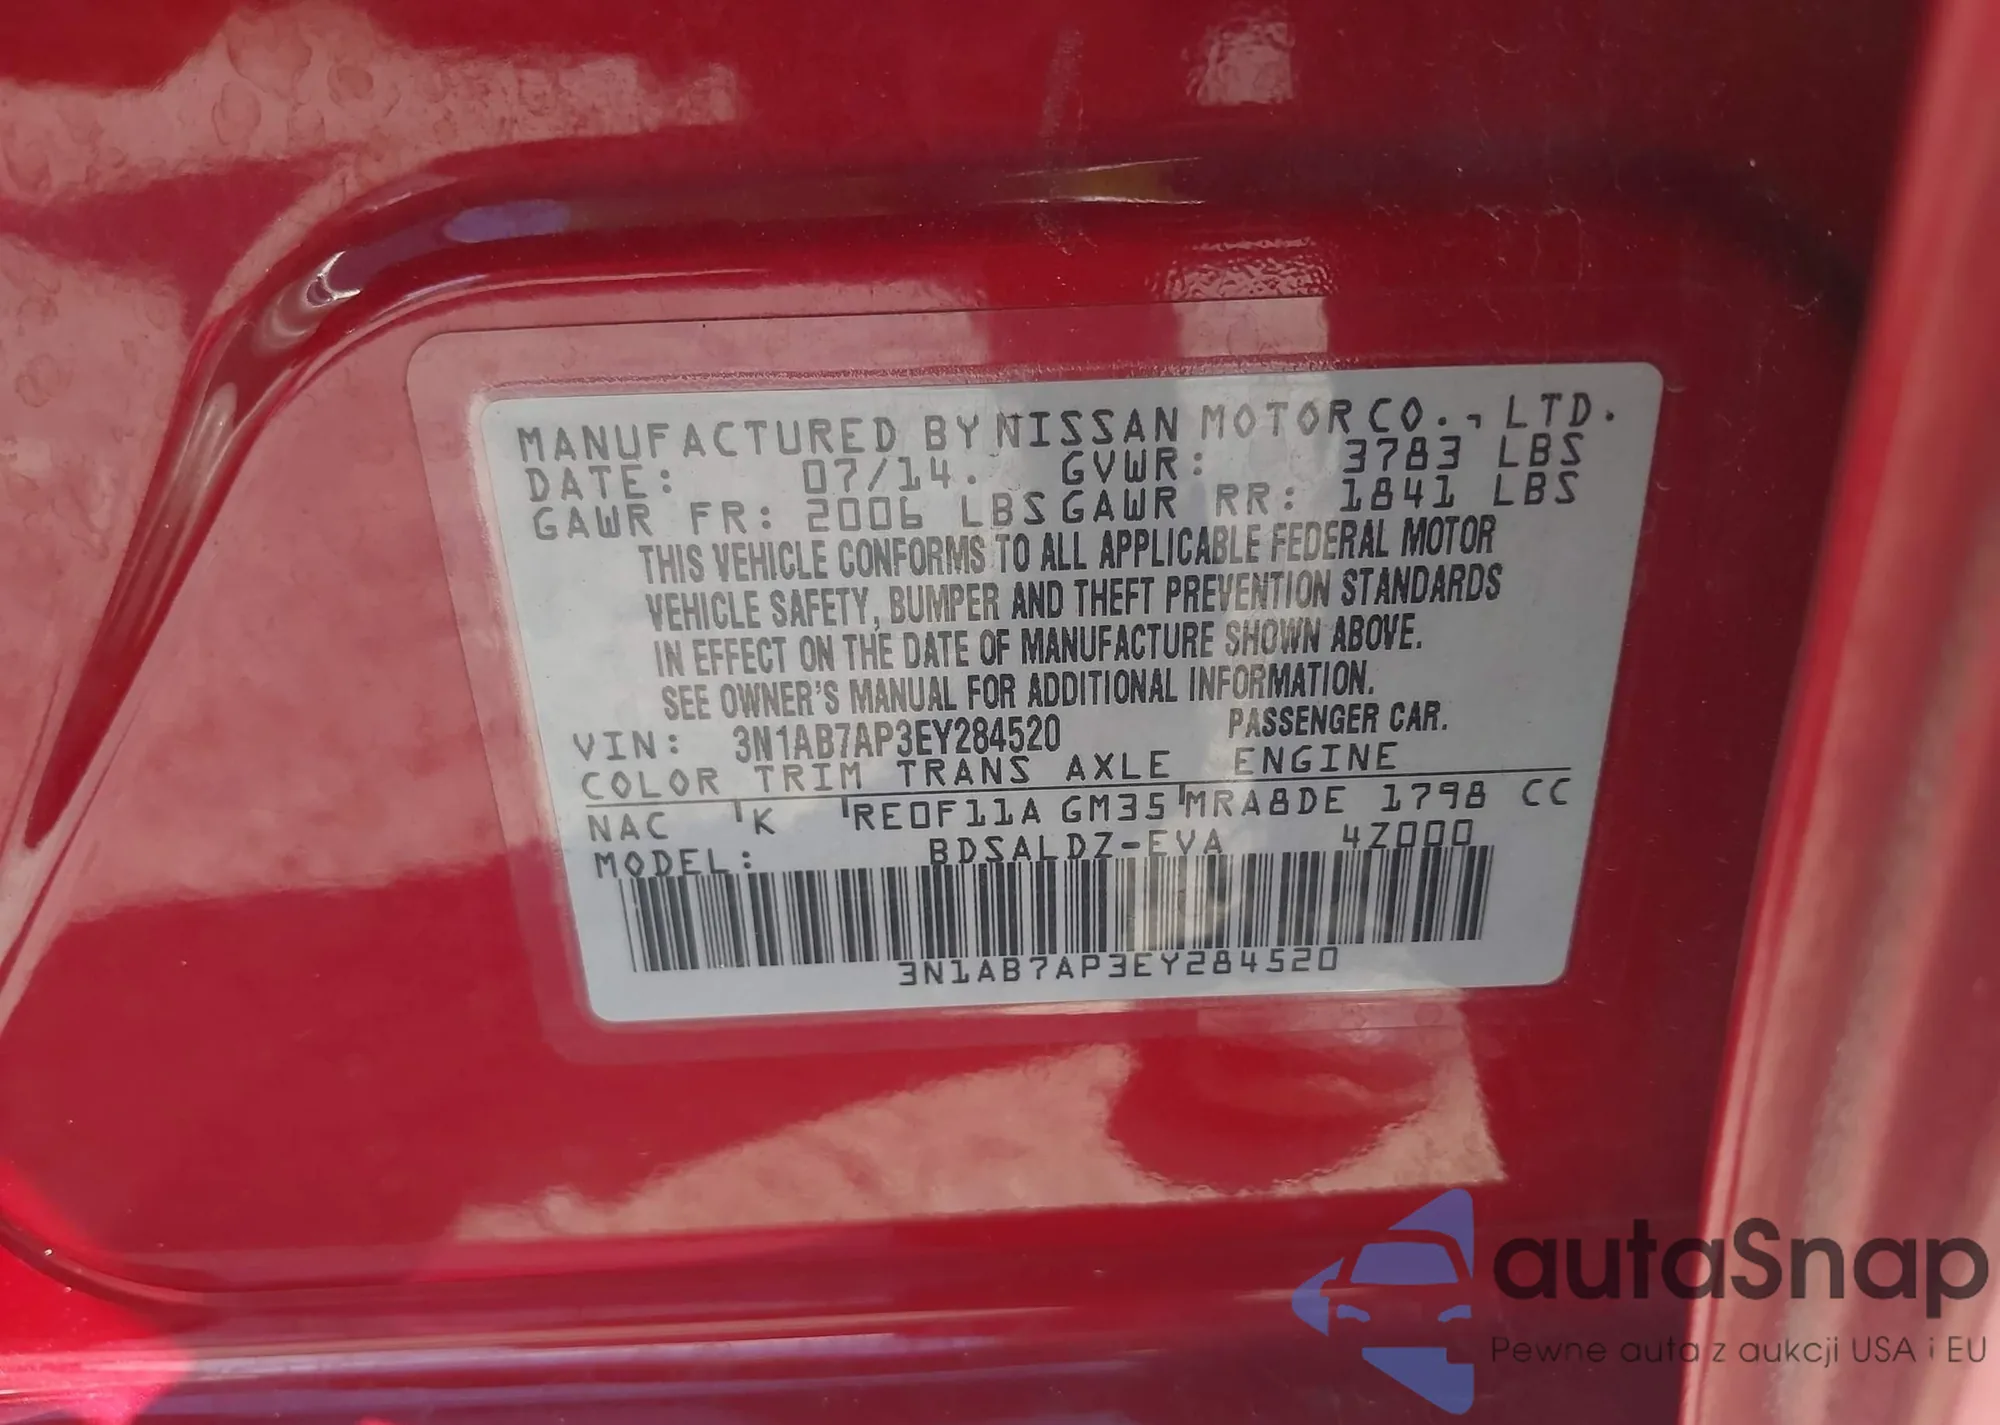 MANUFACTURED BY NISSAN MOTOR CO., LTD.
DATE: 07/14. GVWR: 3783 LBS
GAWR FR: 2006 LBS GAWR RR: 1841 LBS
THIS VEHICLE CONFORMS TO ALL APPLICABLE FEDERAL MOTOR
VEHICLE SAFETY, BUMPER AND THEFT PREVENTION STANDARDS
IN EFFECT ON THE DATE OF MANUFACTURE SHOWN ABOVE.
SEE OWNER'S MANUAL FOR ADDITIONAL INFORMATION.
VIN: 3N1AB7AP3EY284520 PASSENGER CAR.
COLOR TRIM TRANS AXLE ENGINE
NAC K RE0F11A GM35 MRA8DE 1798 CC
MODEL: BDSALDZ-EVA 4Z000
3N1AB7AP3EY284520
autaSnap
Pewne auta z aukcji USA i EU